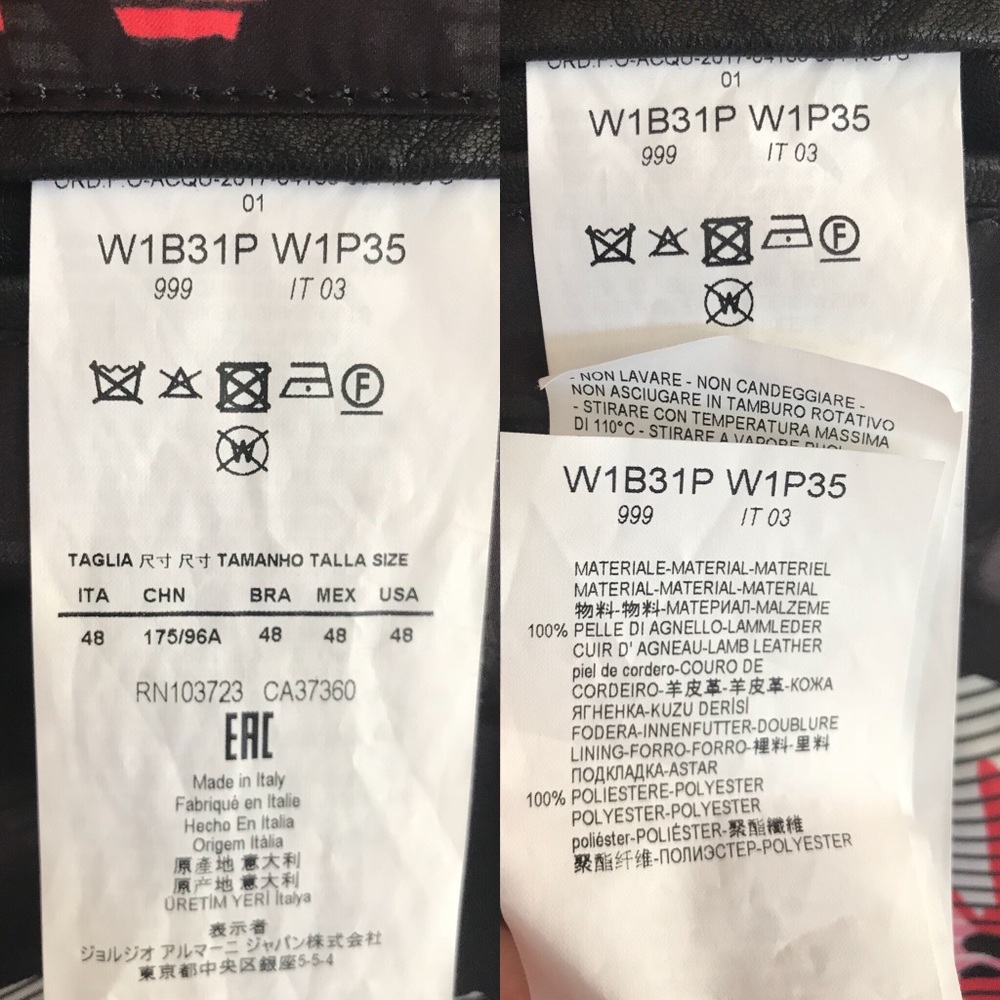 01
W1B31P W1P35
999 IT 03
F
W
TAGLIA 尺寸 尺寸 TAMANHO TALLA SIZE
ITA CHN BRA MEX USA
48 175/96A 48 48 48
RN103723 CA37360
EAC
Made in Italy
Fabriqué en Italie
Hecho En Italia
Origem Itália
原產地 意大利
原产地 意大利
ÜRETİM YERİ İtalya
表示者
ジョルジオ アルマーニ ジャパン株式会社
東京都中央区銀座5-5-4
01
W1B31P W1P35
999 IT 03
F
W
- NON LAVARE - NON CANDEGGIARE -
NON ASCIUGARE IN TAMBURO ROTATIVO
- STIRARE CON TEMPERATURA MASSIMA
DI 110°C - STIRARE A VAPORE PUO'
W1B31P W1P35
999 IT 03
MATERIALE-MATERIAL-MATERIEL
MATERIAL-MATERIAL-MATERIAL
物料-物料-МАТЕРИАЛ-MALZEME
100% PELLE DI AGNELLO-LAMMLEDER
CUIR D' AGNEAU-LAMB LEATHER
piel de cordero-COURO DE
CORDEIRO-羊皮革-羊皮革-КОЖА
ЯГНЕНКА-KUZU DERİSİ
FODERA-INNENFUTTER-DOUBLURE
LINING-FORRO-FORRO-裡料-里料
ПОДКЛАДКА-ASTAR
100% POLIESTERE-POLYESTER
POLYESTER-POLYESTER
poliéster-POLIÉSTER-聚酯纖維
聚酯纤维-ПОЛИЭСТЕР-POLYESTER